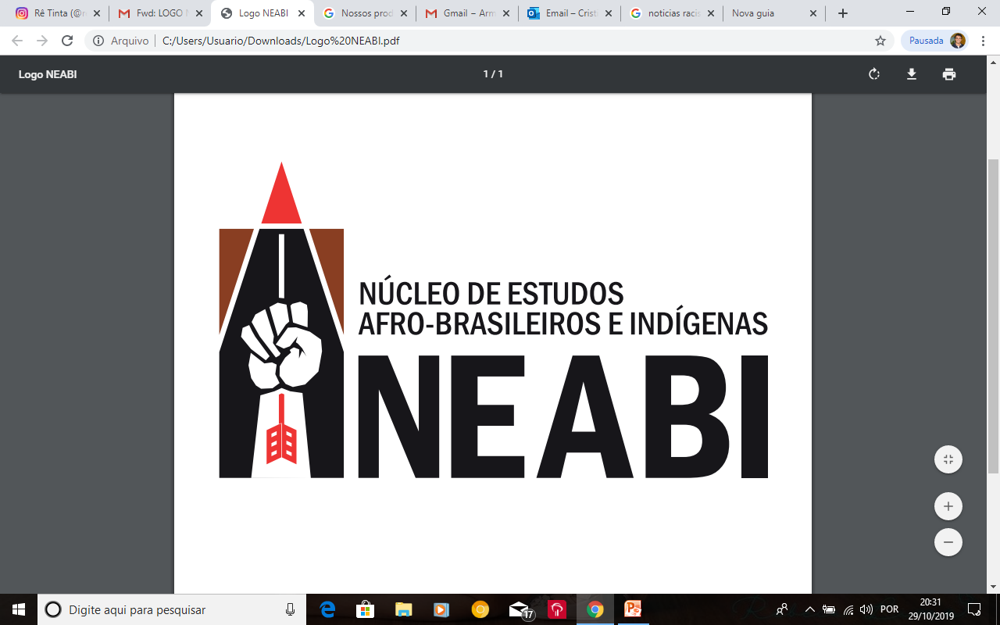 Rê Tinta (@r
Fwd: LOGO N
Logo NEABI
Nossos prod
Gmail – Arm
Email – Crist
noticias racis
Nova guia
Arquivo
C:/Users/Usuario/Downloads/Logo%20NEABI.pdf
Pausada
Logo NEABI
1 / 1
NÚCLEO DE ESTUDOS
AFRO-BRASILEIROS E INDÍGENAS
NEABI
Digite aqui para pesquisar
17
POR
20:31
29/10/2019